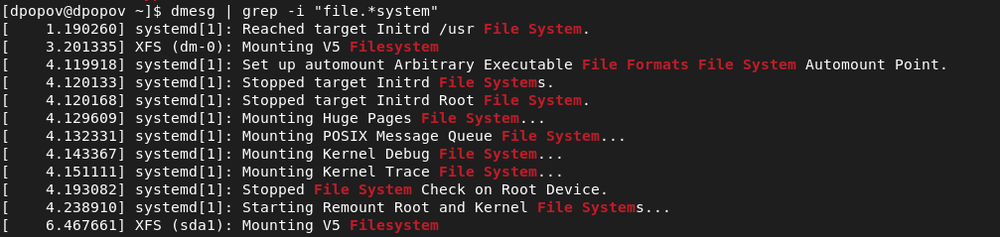 [dpopov@dpopov ~]$ dmesg | grep -i "file.*system"
[    1.190260] systemd[1]: Reached target Initrd /usr File System.
[    3.201335] XFS (dm-0): Mounting V5 Filesystem
[    4.119918] systemd[1]: Set up automount Arbitrary Executable File Formats File System Automount Point.
[    4.120133] systemd[1]: Stopped target Initrd File Systems.
[    4.120168] systemd[1]: Stopped target Initrd Root File System.
[    4.129609] systemd[1]: Mounting Huge Pages File System...
[    4.132331] systemd[1]: Mounting POSIX Message Queue File System...
[    4.143367] systemd[1]: Mounting Kernel Debug File System...
[    4.151111] systemd[1]: Mounting Kernel Trace File System...
[    4.193082] systemd[1]: Stopped File System Check on Root Device.
[    4.238910] systemd[1]: Starting Remount Root and Kernel File Systems...
[    6.467661] XFS (sda1): Mounting V5 Filesystem